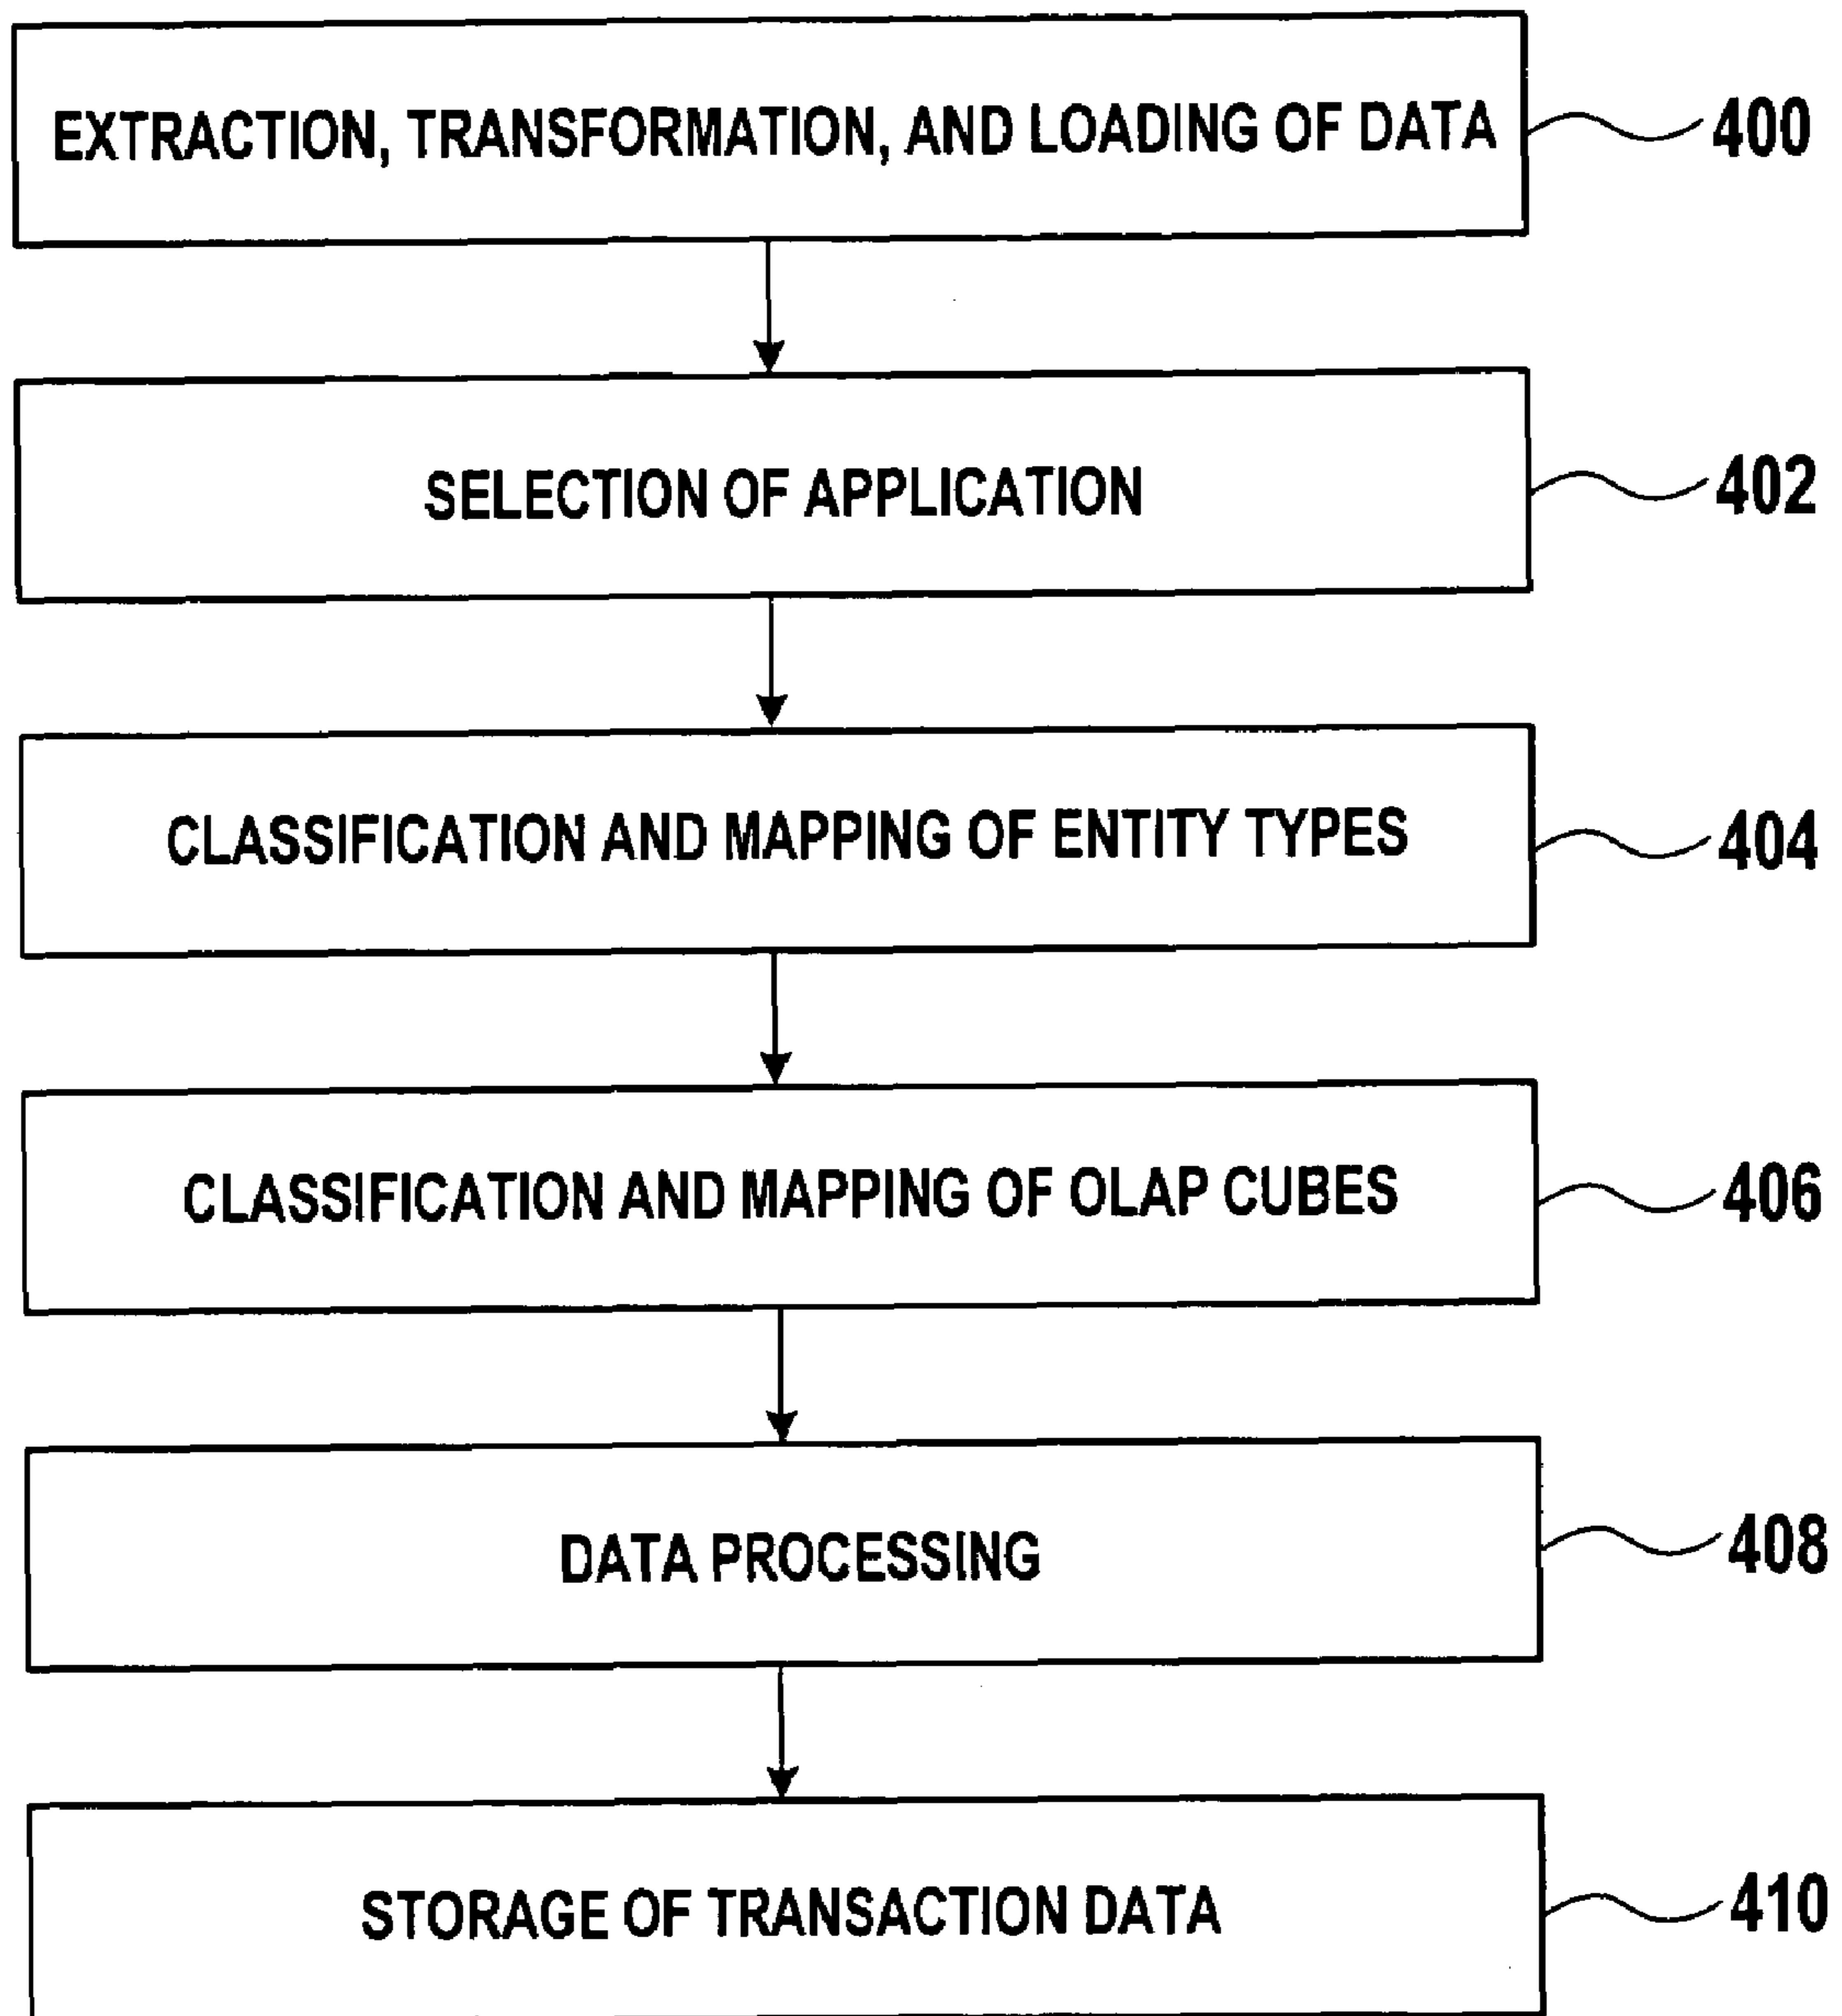 EXTRACTION, TRANSFORMATION, AND LOADING OF DATA 400
SELECTION OF APPLICATION 402
CLASSIFICATION AND MAPPING OF ENTITY TYPES 404
CLASSIFICATION AND MAPPING OF OLAP CUBES 406
DATA PROCESSING 408
STORAGE OF TRANSACTION DATA 410